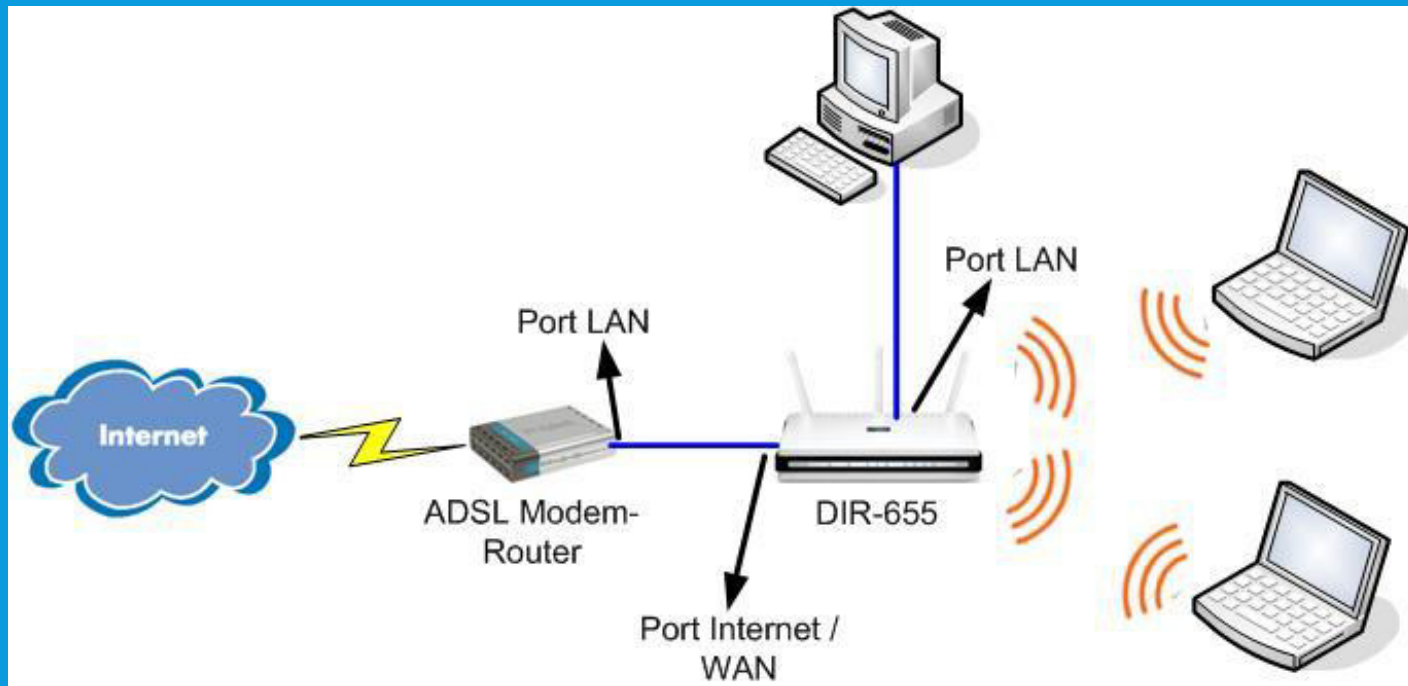 Port LAN
Port LAN
Internet
ADSL Modem-
Router
DIR-655
Port Internet /
WAN